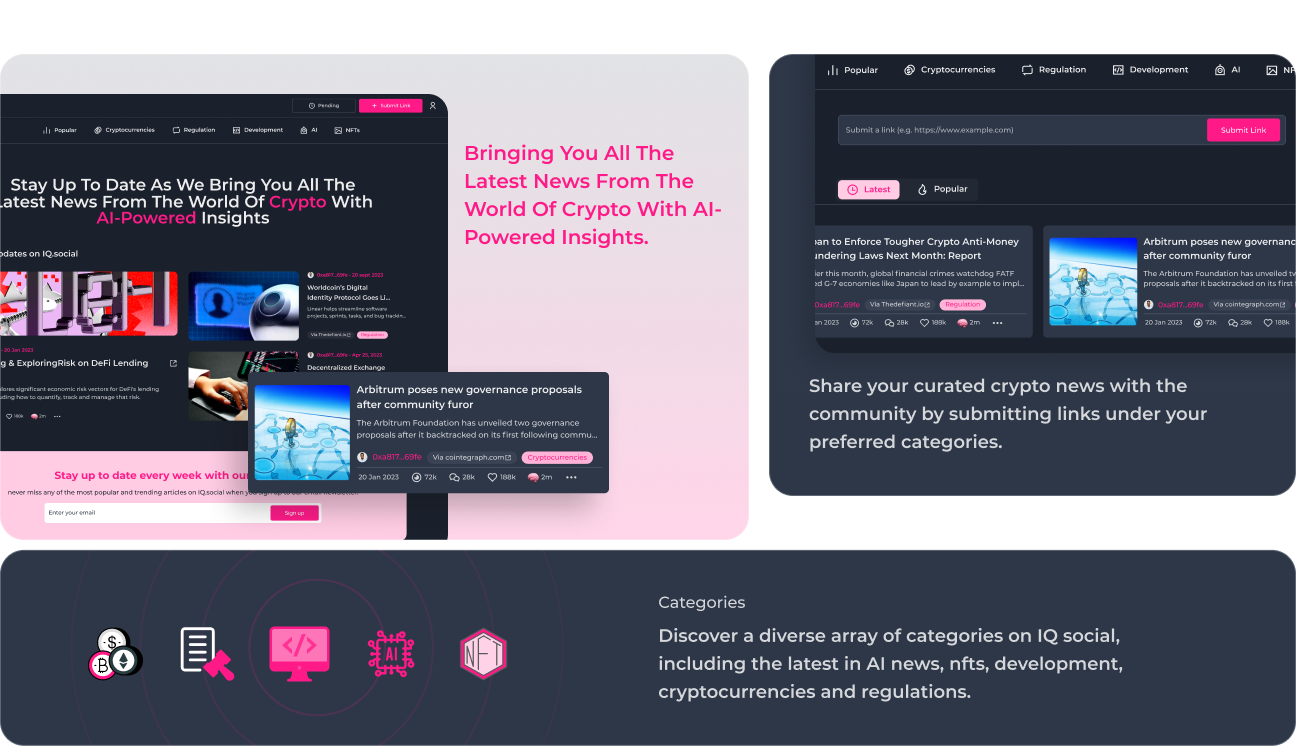 Pending
Submit Link
Popular
Cryptocurrencies
Regulation
Development
AI
NFTs
Stay Up To Date As We Bring You All The
Latest News From The World Of Crypto With
AI-Powered Insights
on IQ.social
0xa817...69fe - 20 sept 2023
Worldcoin's Digital
Identity Protocol Goes Li...
Linear helps streamline software
projects, sprints, tasks, and bug trackin...
Via Thedefiant.io
Regulation
- 20 Jan 2023
& ExploringRisk on DeFi Lending
significant economic risk vectors for DeFi's lending
how to quantify, track and manage that risk.
188k
2m
0xa817...69fe - Apr 25, 2023
Decentralized Exchange
Stay up to date every week with our
never miss any of the most popular and trending articles on IQ.social when you sign up to our email newsletter.
Enter your email
Sign up
Arbitrum poses new governance proposals
after community furor
The Arbitrum Foundation has unveiled two governance
proposals after it backtracked on its first following commu...
0xa817...69fe
Via cointegraph.com
Cryptocurrencies
20 Jan 2023
72k
28k
188k
2m
Bringing You All The
Latest News From The
World Of Crypto With AI-
Powered Insights.
Popular
Cryptocurrencies
Regulation
Development
AI
NF
Submit a link (e.g. https://www.example.com)
Submit Link
Latest
Popular
pan to Enforce Tougher Crypto Anti-Money
undering Laws Next Month: Report
ier this month, global financial crimes watchdog FATF
d G-7 economies like Japan to lead by example to impl...
0xa817...69fe
Via Thedefiant.io
Regulation
an 2023
72k
28k
188k
2m
Arbitrum poses new governanc
after community furor
The Arbitrum Foundation has unveiled tv
proposals after it backtracked on its first
0xa817...69fe
Via cointegraph.com
20 Jan 2023
72k
28k
188k
Share your curated crypto news with the
community by submitting links under your
preferred categories.
AI
NFT
Categories
Discover a diverse array of categories on IQ social,
including the latest in AI news, nfts, development,
cryptocurrencies and regulations.